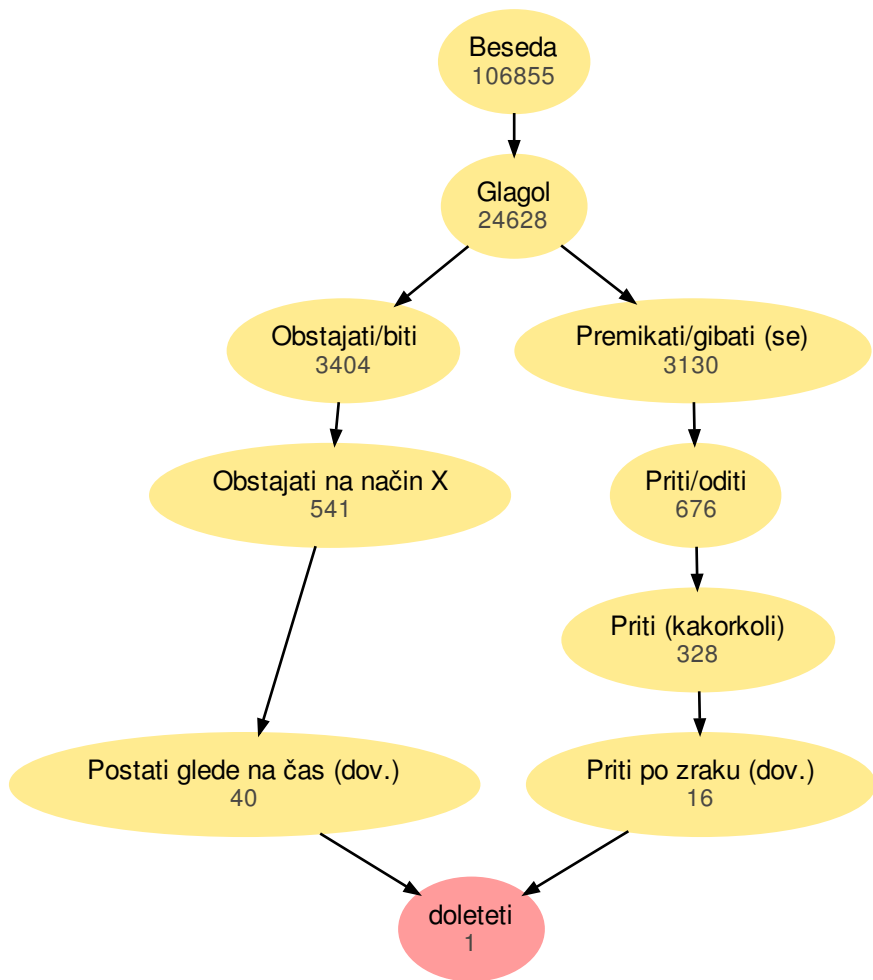 Beseda
106855
Glagol
24628
Obstajati/biti
3404
Premikati/gibati (se)
3130
Obstajati na način X
541
Priti/oditi
676
Priti (kakorkoli)
328
Postati glede na čas (dov.)
40
Priti po zraku (dov.)
16
doleteti
1